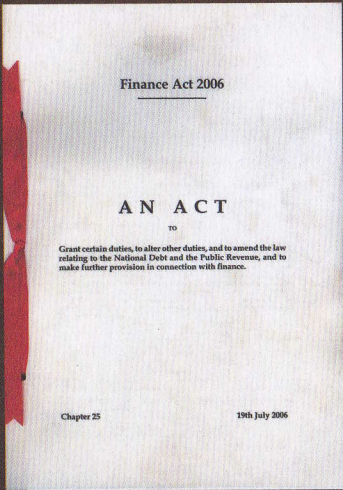 Finance Act 2006
AN ACT
TO
Grant certain duties, to alter other duties, and to amend the law
relating to the National Debt and the Public Revenue, and to
make further provision in connection with finance.
Chapter 25
19th July 2006